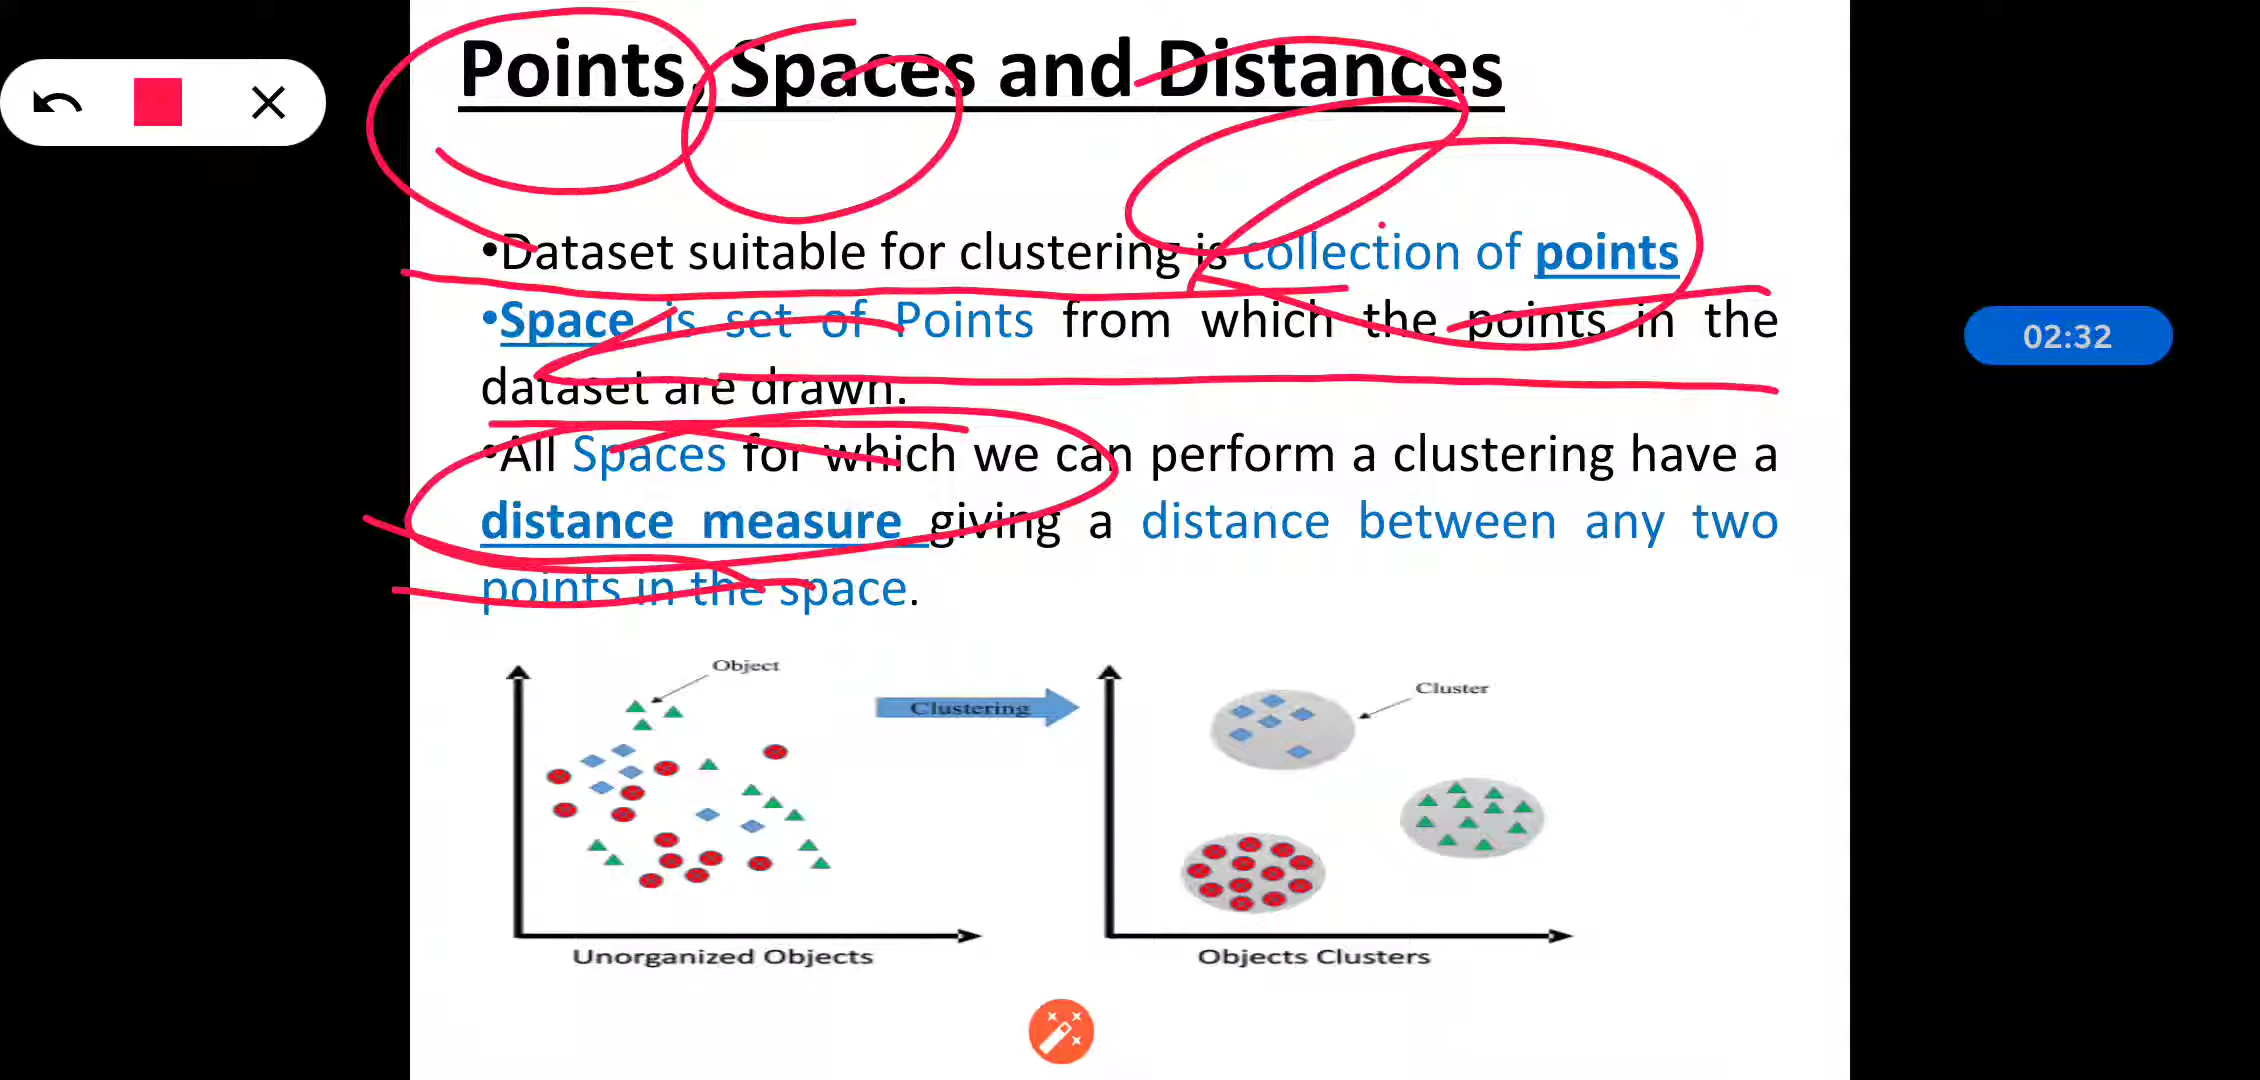 Points, Spaces and Distances
•Dataset suitable for clustering is collection of points
•Space is set of Points from which the points in the
dataset are drawn.
•All Spaces for which we can perform a clustering have a
distance measure giving a distance between any two
points in the space.
02:32
Object
Clustering
Cluster
Unorganized Objects
Objects Clusters